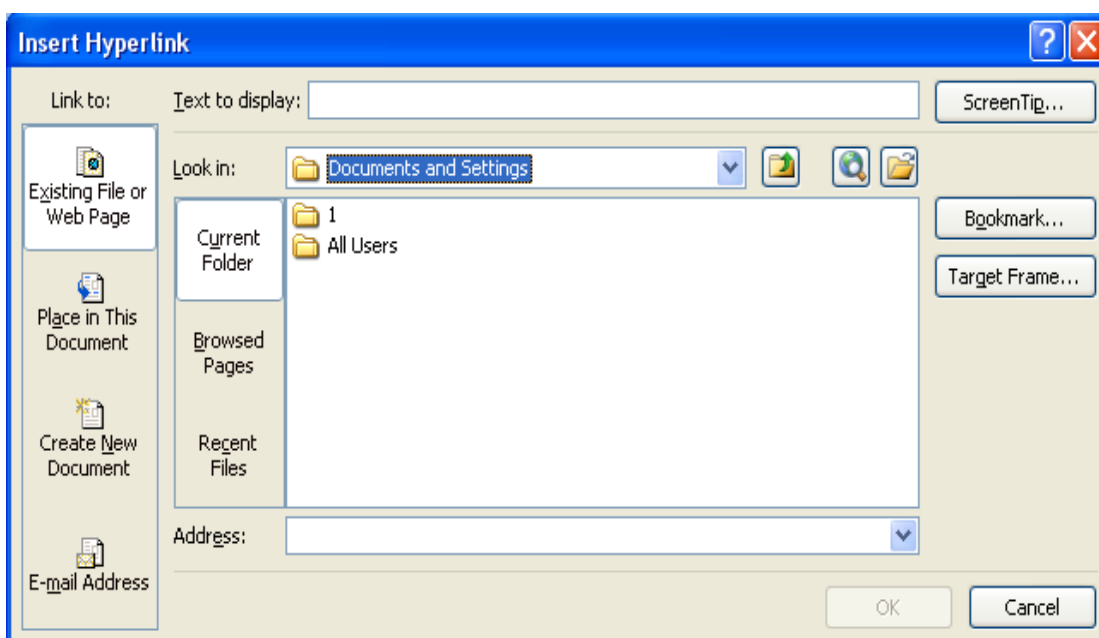 Insert Hyperlink
?
Link to:
Text to display:
ScreenTip...
Existing File or
Web Page
Look in:
Documents and Settings
Current
Folder
1
All Users
Bookmark...
Target Frame...
Place in This
Document
Browsed
Pages
Create New
Document
Recent
Files
Address:
E-mail Address
OK
Cancel